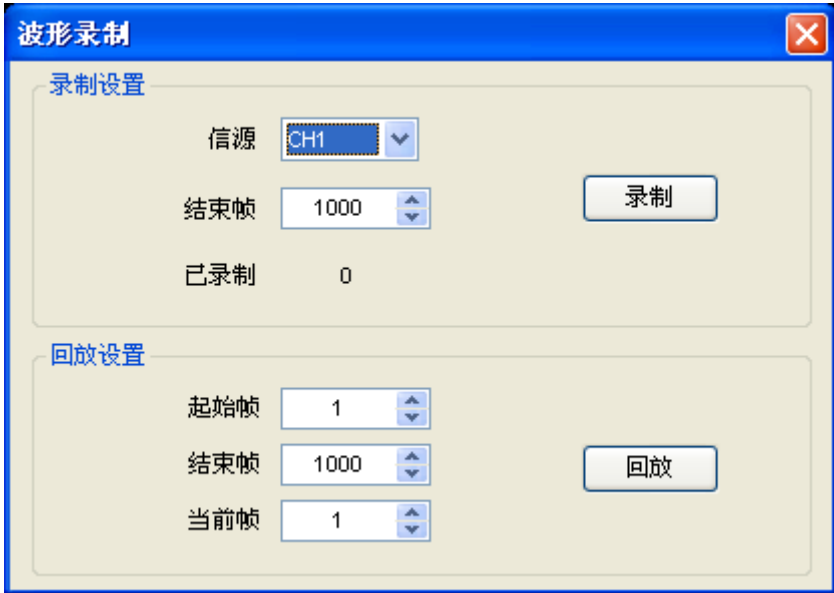 波形录制
录制设置
信源 CH1
结束帧 1000 录制
已录制 0
回放设置
起始帧 1
结束帧 1000 回放
当前帧 1